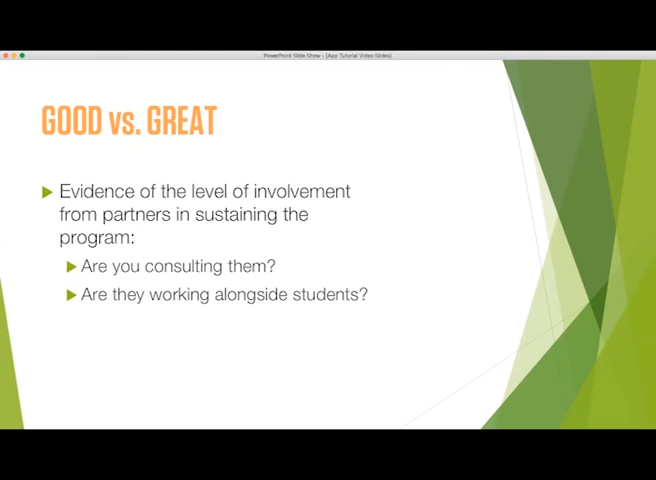 PowerPoint Slide Show - [App Tutorial Video Slides]
GOOD vs. GREAT
Evidence of the level of involvement
from partners in sustaining the
program:
Are you consulting them?
Are they working alongside students?